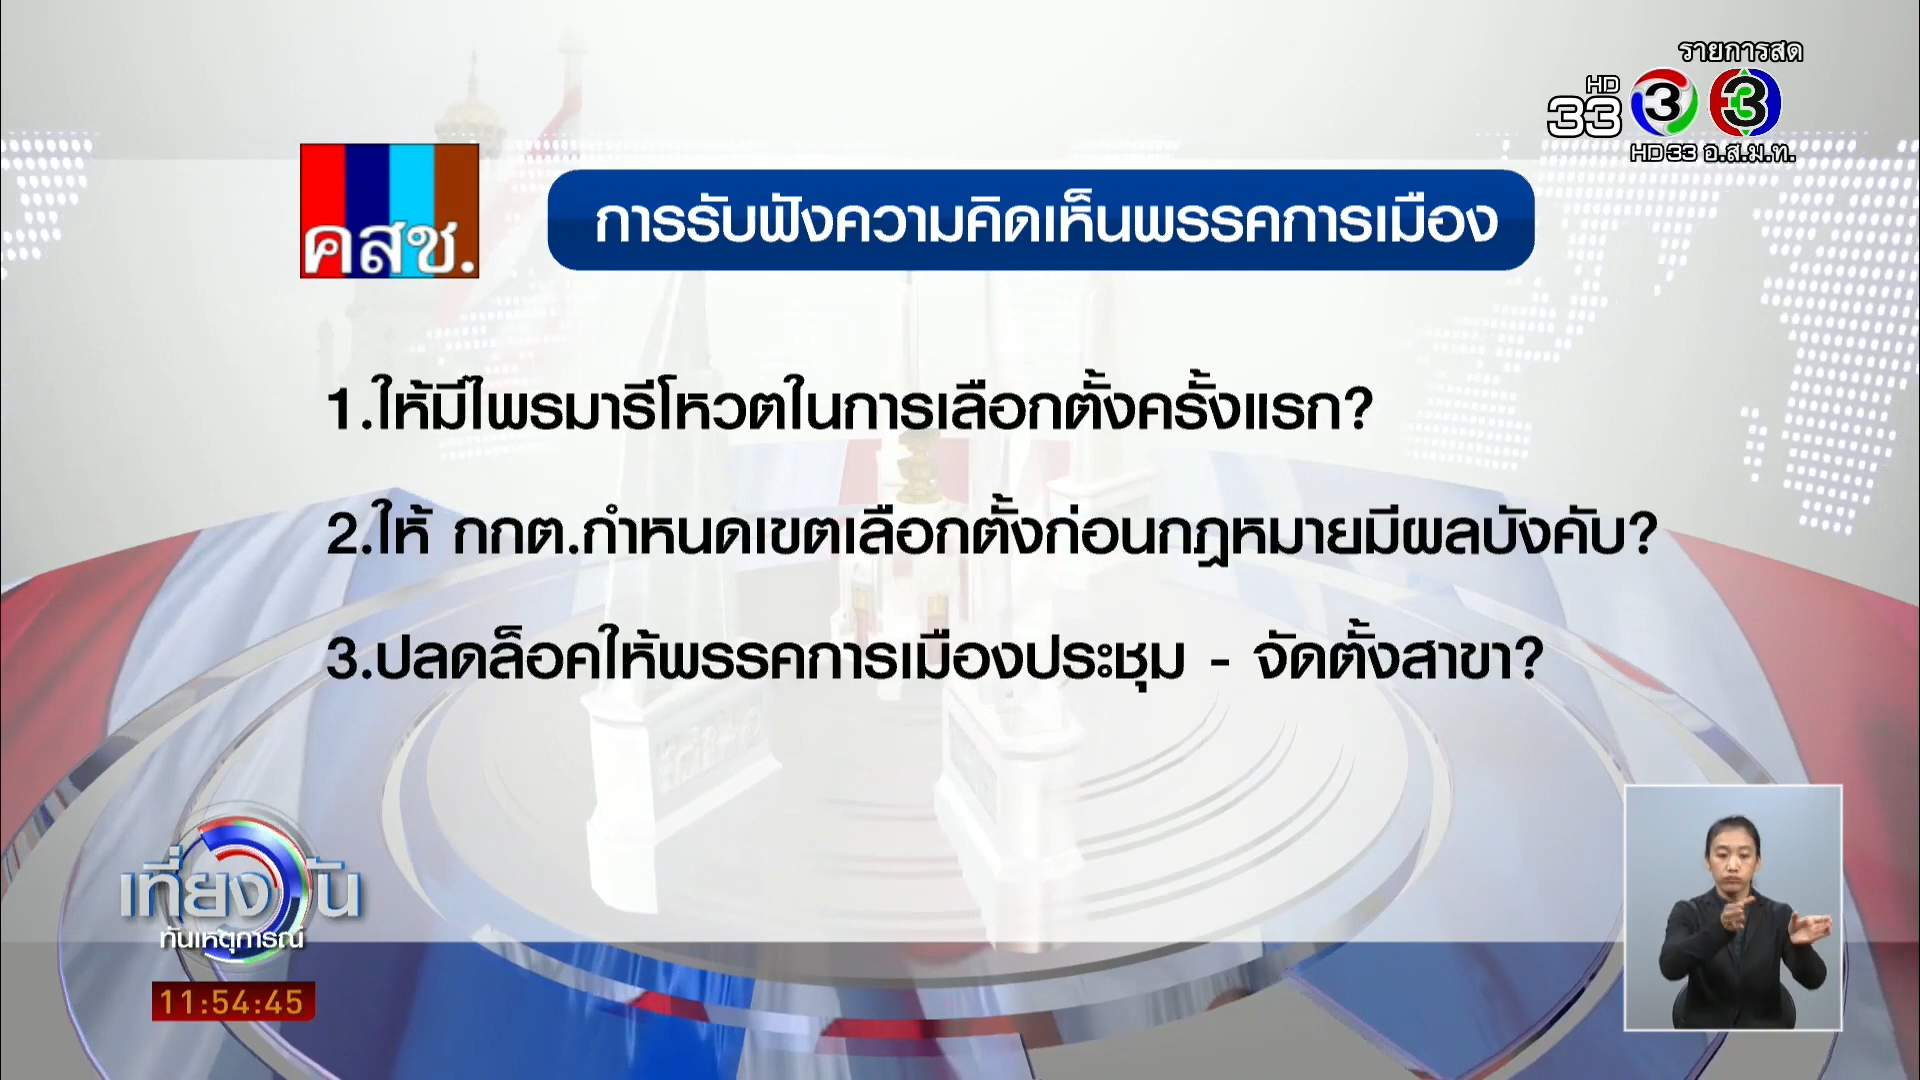 รายการสด
HD
33 3 3
HD 33 อ.ส.ม.ท.
คสช.
การรับฟังความคิดเห็นพรรคการเมือง
1.ให้มีไพรมารีโหวตในการเลือกตั้งครั้งแรก?
2.ให้ กกต.กำหนดเขตเลือกตั้งก่อนกฎหมายมีผลบังคับ?
3.ปลดล็อคให้พรรคการเมืองประชุม - จัดตั้งสาขา?
เที่ยงวัน
ทันเหตุการณ์
11:54:45